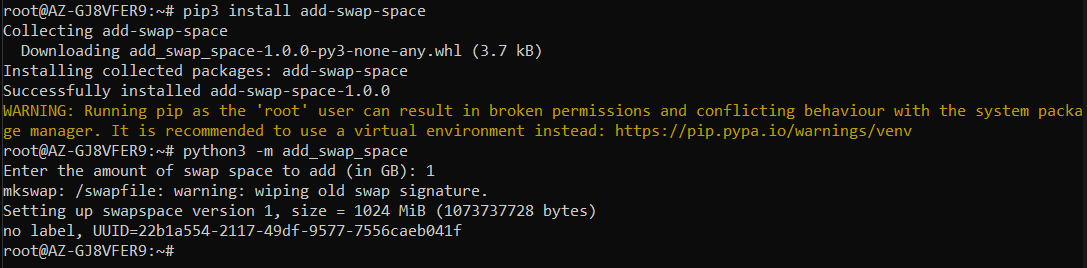 root@AZ-GJ8VFER9:~# pip3 install add-swap-space
Collecting add-swap-space
  Downloading add_swap_space-1.0.0-py3-none-any.whl (3.7 kB)
Installing collected packages: add-swap-space
Successfully installed add-swap-space-1.0.0
WARNING: Running pip as the 'root' user can result in broken permissions and conflicting behaviour with the system packa
ge manager. It is recommended to use a virtual environment instead: https://pip.pypa.io/warnings/venv
root@AZ-GJ8VFER9:~# python3 -m add_swap_space
Enter the amount of swap space to add (in GB): 1
mkswap: /swapfile: warning: wiping old swap signature.
Setting up swapspace version 1, size = 1024 MiB (1073737728 bytes)
no label, UUID=22b1a554-2117-49df-9577-7556caeb041f
root@AZ-GJ8VFER9:~#